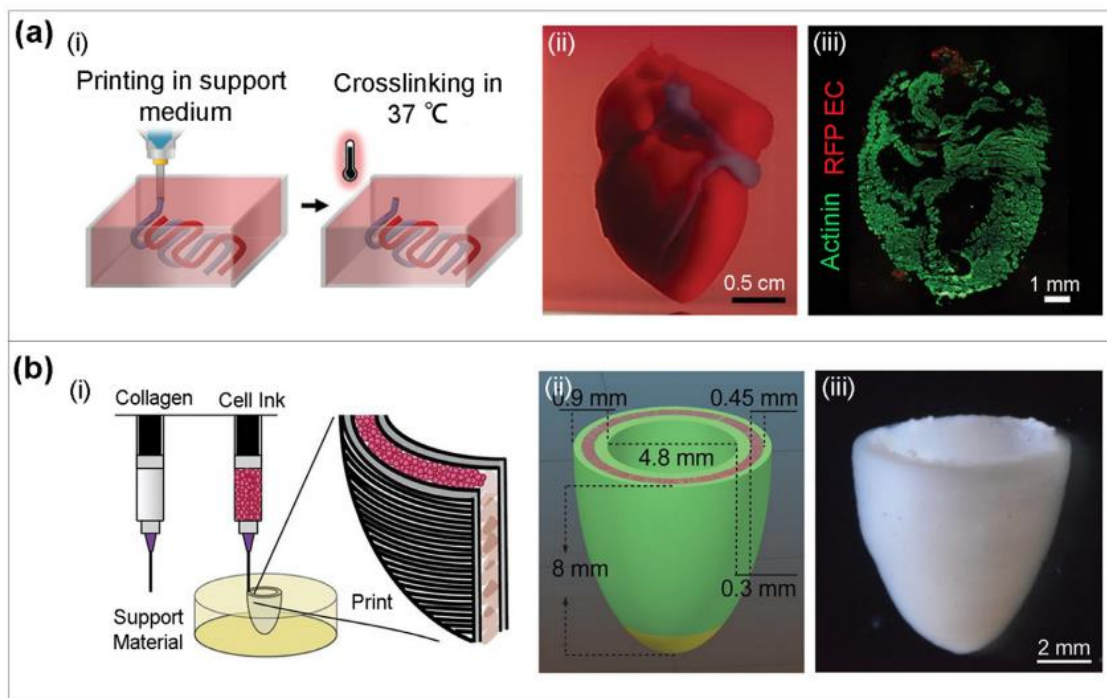 (a)
(i)
Printing in support
medium
Crosslinking in
37 ℃
(ii)
0.5 cm
(iii)
Actinin RFP EC
1 mm
(b)
(i)
Collagen
Cell Ink
Support
Material
Print
(ii)
0.9 mm
0.45 mm
4.8 mm
8 mm
0.3 mm
(iii)
2 mm